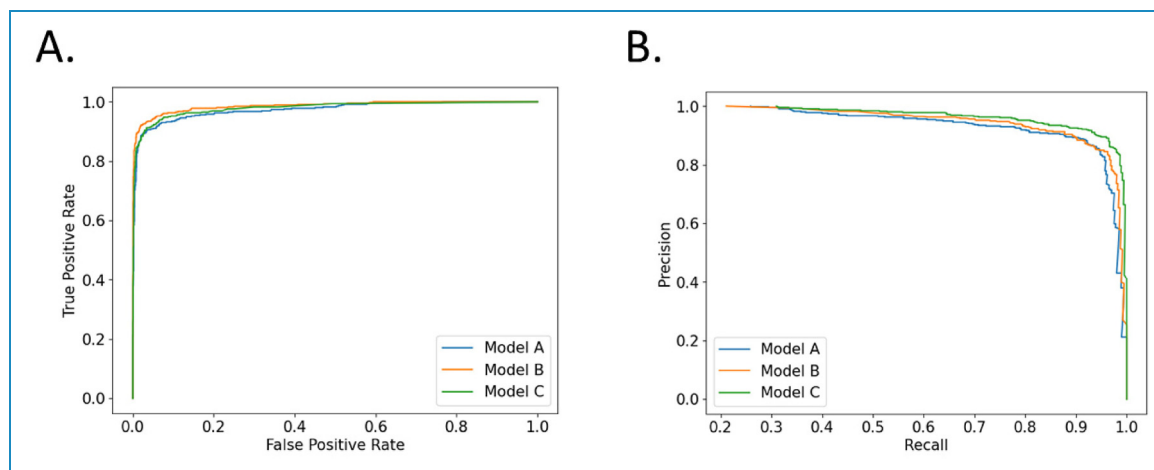 A.
1.0
0.8
0.6
0.4
0.2
0.0
True Positive Rate
Model A
Model B
Model C
0.0 0.2 0.4 0.6 0.8 1.0
False Positive Rate
B.
1.0
0.8
0.6
0.4
0.2
0.0
Precision
Model A
Model B
Model C
0.2 0.3 0.4 0.5 0.6 0.7 0.8 0.9 1.0
Recall